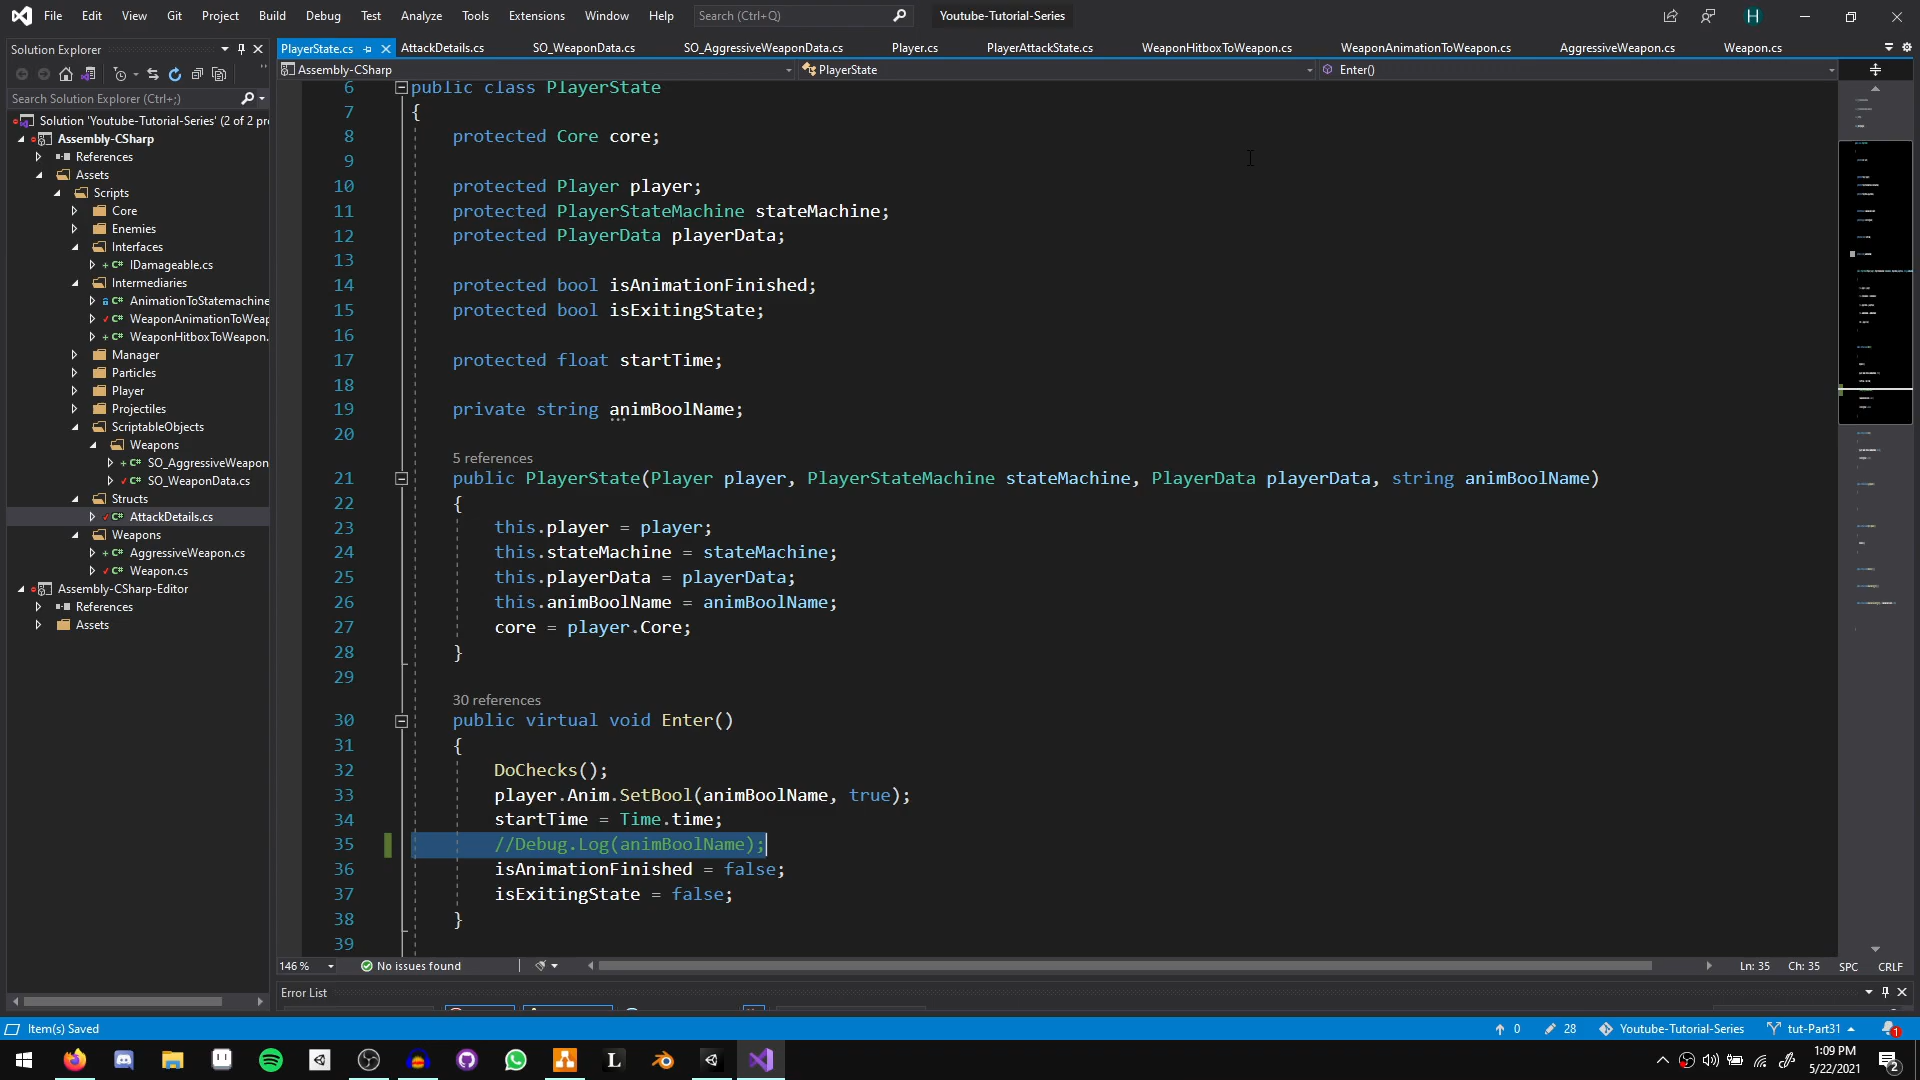 File Edit View Git Project Build Debug Test Analyze Tools Extensions Window Help Search (Ctrl+Q) Youtube-Tutorial-Series H
Solution Explorer
PlayerState.cs AttackDetails.cs SO_WeaponData.cs SO_AggressiveWeaponData.cs Player.cs PlayerAttackState.cs WeaponHitboxToWeapon.cs WeaponAnimationToWeapon.cs AggressiveWeapon.cs Weapon.cs
Assembly-CSharp PlayerState Enter()
Search Solution Explorer (Ctrl+;)
Solution 'Youtube-Tutorial-Series' (2 of 2 pr
Assembly-CSharp
References
Assets
Scripts
Core
Enemies
Interfaces
C# IDamageable.cs
Intermediaries
C# AnimationToStatemachine
C# WeaponAnimationToWeap
C# WeaponHitboxToWeapon.
Manager
Particles
Player
Projectiles
ScriptableObjects
Weapons
C# SO_AggressiveWeapon
C# SO_WeaponData.cs
Structs
C# AttackDetails.cs
Weapons
C# AggressiveWeapon.cs
C# Weapon.cs
Assembly-CSharp-Editor
References
Assets
6 public class PlayerState
7 {
8 protected Core core;
9
10 protected Player player;
11 protected PlayerStateMachine stateMachine;
12 protected PlayerData playerData;
13
14 protected bool isAnimationFinished;
15 protected bool isExitingState;
16
17 protected float startTime;
18
19 private string animBoolName;
20
5 references
21 public PlayerState(Player player, PlayerStateMachine stateMachine, PlayerData playerData, string animBoolName)
22 {
23 this.player = player;
24 this.stateMachine = stateMachine;
25 this.playerData = playerData;
26 this.animBoolName = animBoolName;
27 core = player.Core;
28 }
29
30 references
30 public virtual void Enter()
31 {
32 DoChecks();
33 player.Anim.SetBool(animBoolName, true);
34 startTime = Time.time;
35 //Debug.Log(animBoolName);
36 isAnimationFinished = false;
37 isExitingState = false;
38 }
39
146 % No issues found Ln: 35 Ch: 35 SPC CRLF
Error List
Item(s) Saved 0 28 Youtube-Tutorial-Series tut-Part31 1
L 1:09 PM
5/22/2021 2